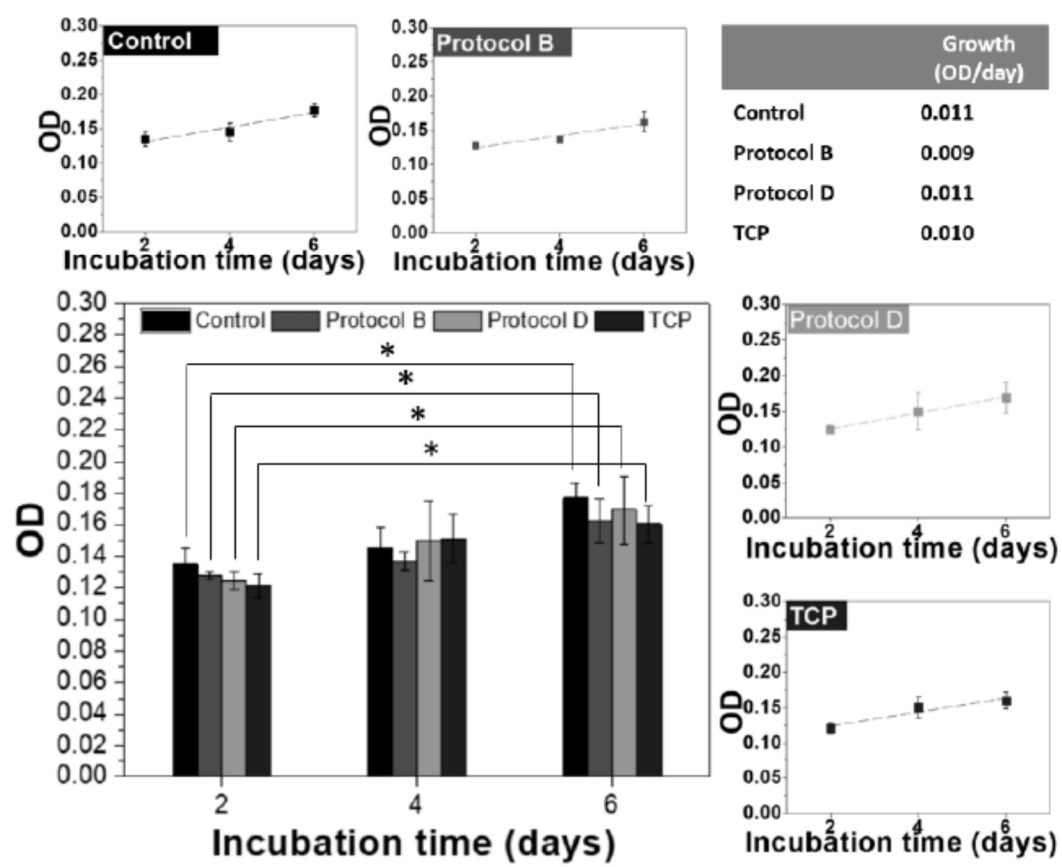 Control
0.30
0.25
0.20
0.15
0.10
0.05
0.00
OD
2 4 6
Incubation time (days)
Protocol B
0.30
0.25
0.20
0.15
0.10
0.05
0.00
OD
2 4 6
Incubation time (days)
Growth
(OD/day)
Control 0.011
Protocol B 0.009
Protocol D 0.011
TCP 0.010
0.30
0.28
0.26
0.24
0.22
0.20
0.18
0.16
0.14
0.12
0.10
0.08
0.06
0.04
0.02
0.00
OD
Control Protocol B Protocol D TCP
*
*
*
*
2 4 6
Incubation time (days)
Protocol D
0.30
0.25
0.20
0.15
0.10
0.05
0.00
OD
2 4 6
Incubation time (days)
TCP
0.30
0.25
0.20
0.15
0.10
0.05
0.00
OD
2 4 6
Incubation time (days)